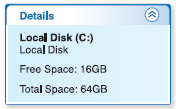 Details
Local Disk (C:)
Local Disk
Free Space: 16GB
Total Space: 64GB